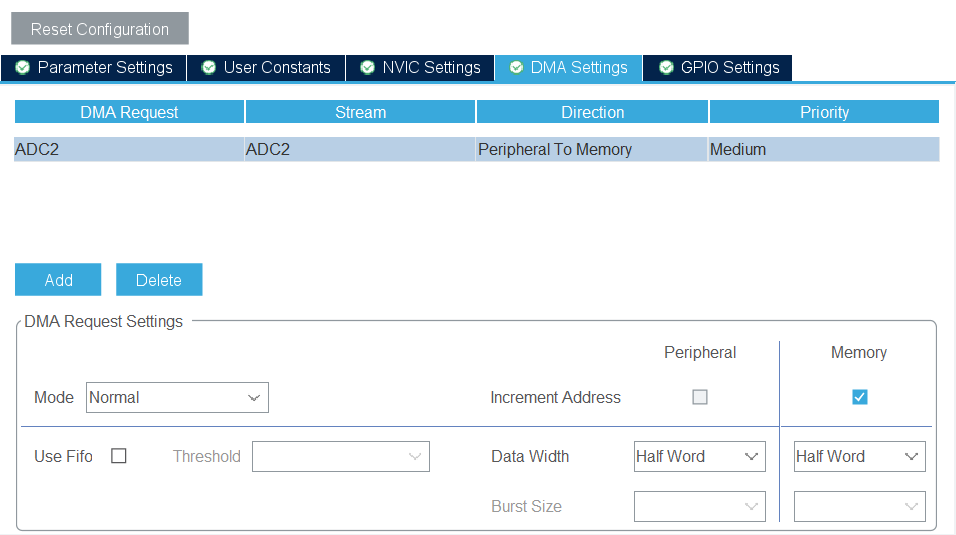 Reset Configuration
Parameter Settings User Constants NVIC Settings DMA Settings GPIO Settings
DMA Request Stream Direction Priority
ADC2 ADC2 Peripheral To Memory Medium
Add Delete
DMA Request Settings
Peripheral Memory
Mode Normal Increment Address
Use Fifo Threshold Data Width Half Word Half Word
Burst Size